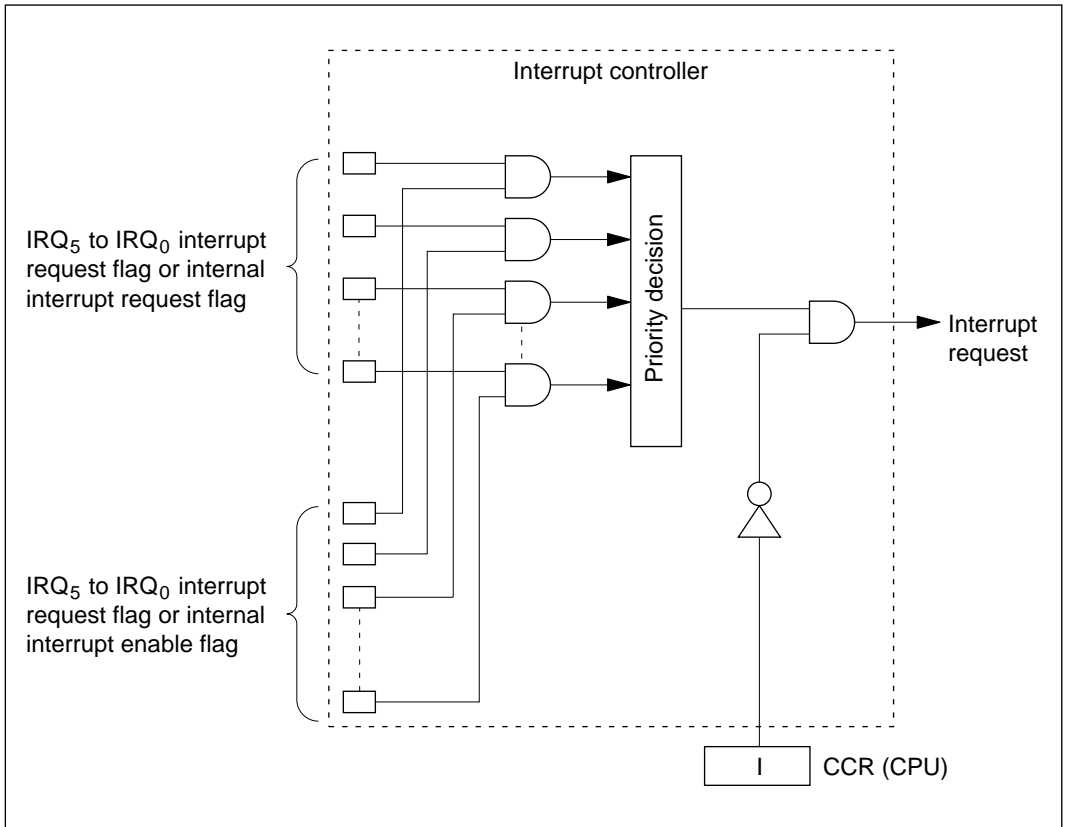 Interrupt controller
IRQ5 to IRQ0 interrupt
request flag or internal
interrupt request flag
Priority decision
Interrupt
request
IRQ5 to IRQ0 interrupt
request flag or internal
interrupt enable flag
I
CCR (CPU)